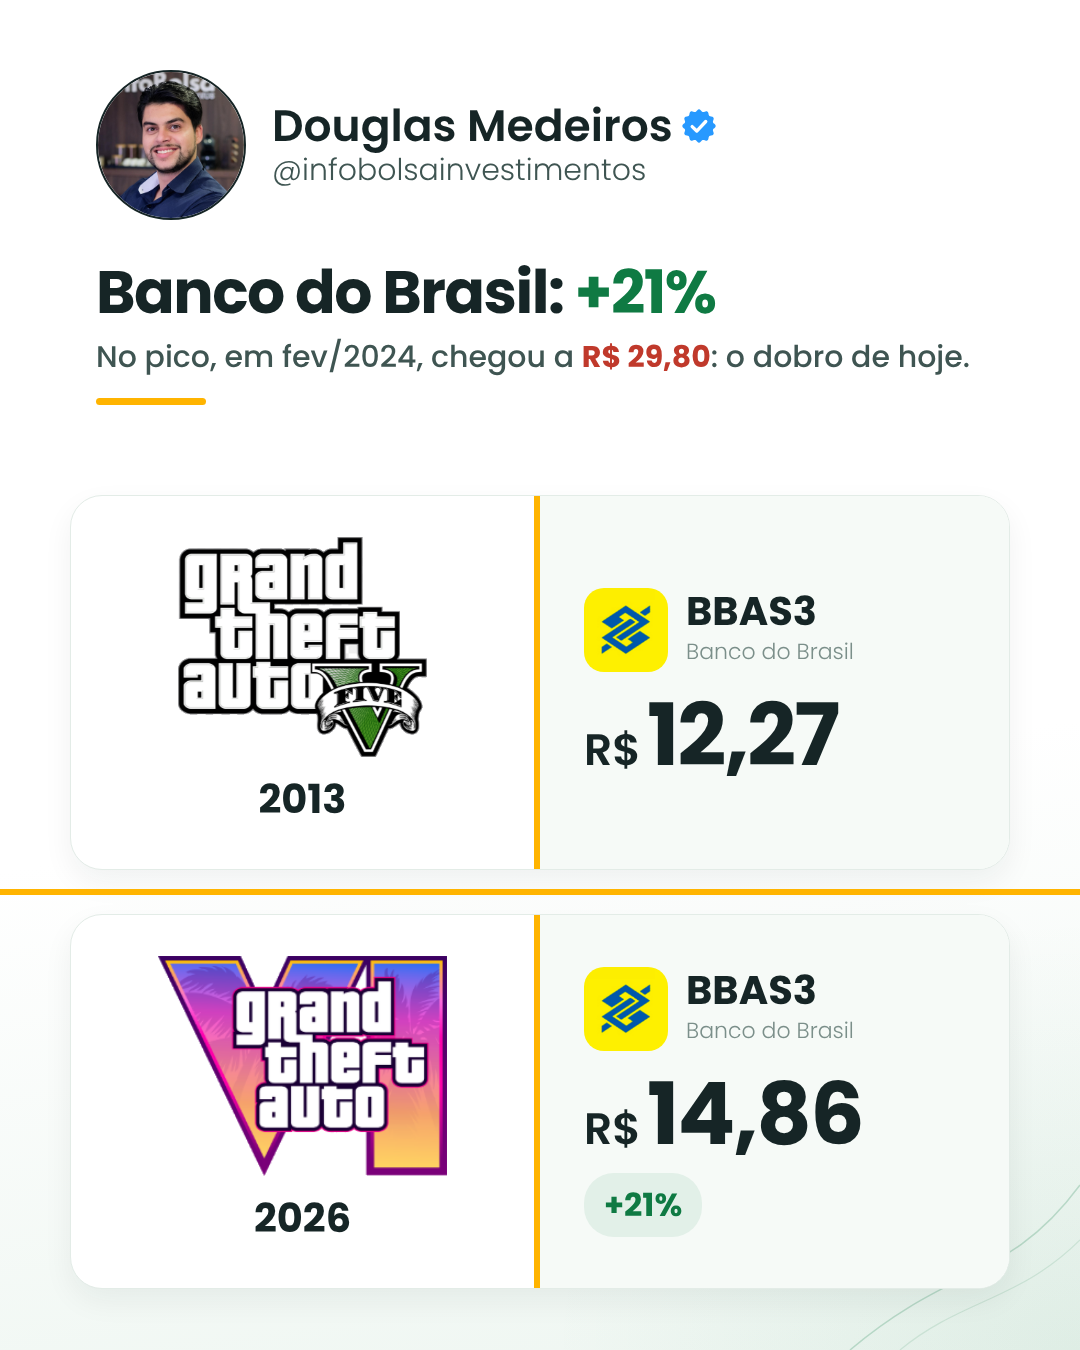 Douglas Medeiros
@infobolsainvestimentos
Banco do Brasil: +21%
No pico, em fev/2024, chegou a R$ 29,80: o dobro de hoje.
grand
theft
auto V
FIVE
2013
BBAS3
Banco do Brasil
R$ 12,27
VI
grand
theft
auto
2026
BBAS3
Banco do Brasil
R$ 14,86
+21%